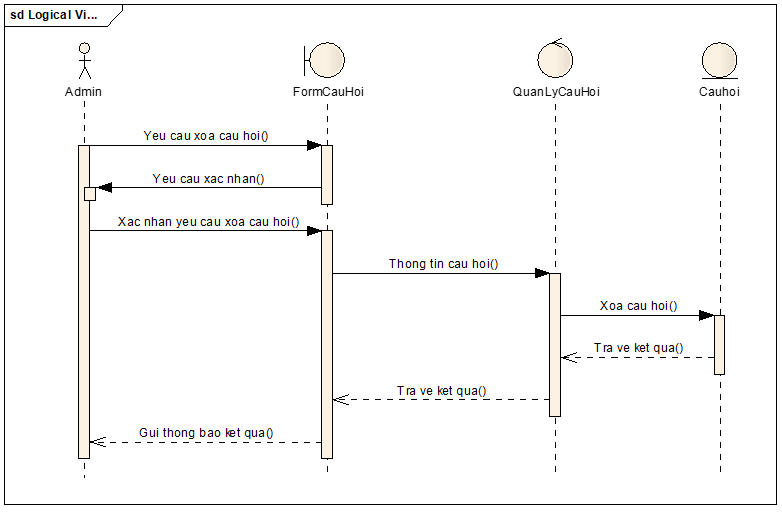 sd Logical Vi...
Admin
FormCauHoi
QuanLyCauHoi
Cauhoi
Yeu cau xoa cau hoi()
Yeu cau xac nhan()
Xac nhan yeu cau xoa cau hoi()
Thong tin cau hoi()
Xoa cau hoi()
Tra ve ket qua()
Tra ve ket qua()
Gui thong bao ket qua()